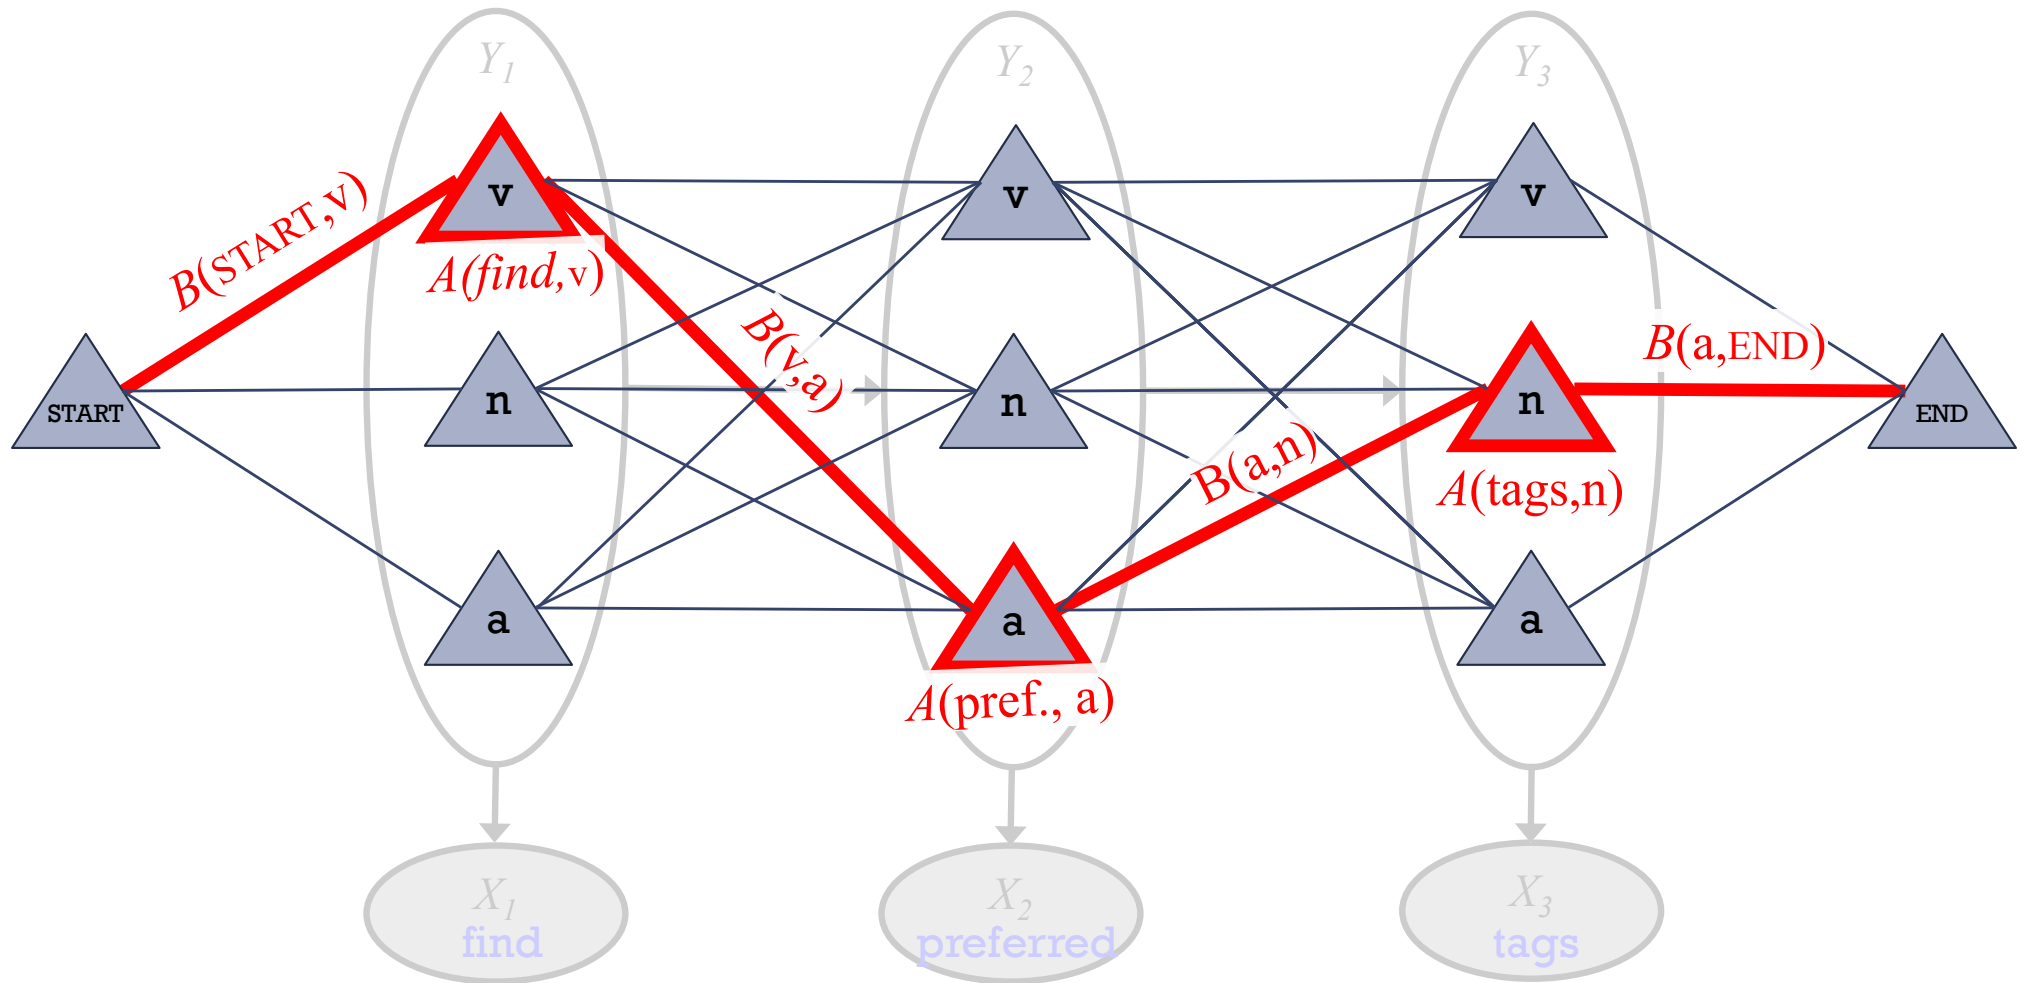 Y1 Y2 Y3
v v v
B(START,v)
A(find,v)
B(v,a)
B(a,END)
START n n n END
B(a,n)
A(tags,n)
a a a
A(pref., a)
X1 X2 X3
find preferred tags